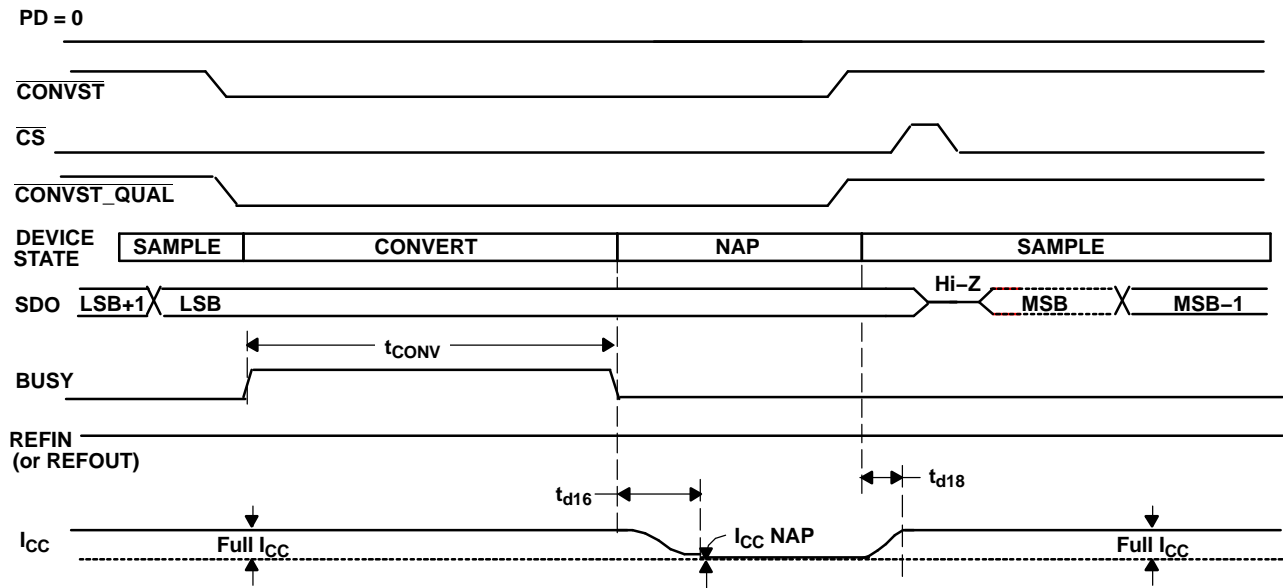 PD = 0
CONVST
CS
CONVST_QUAL
DEVICE STATE
SAMPLE CONVERT NAP SAMPLE
SDO LSB+1 LSB Hi−Z MSB MSB−1
tCONV
BUSY
REFIN
(or REFOUT)
td16 td18
ICC Full ICC ICC NAP Full ICC